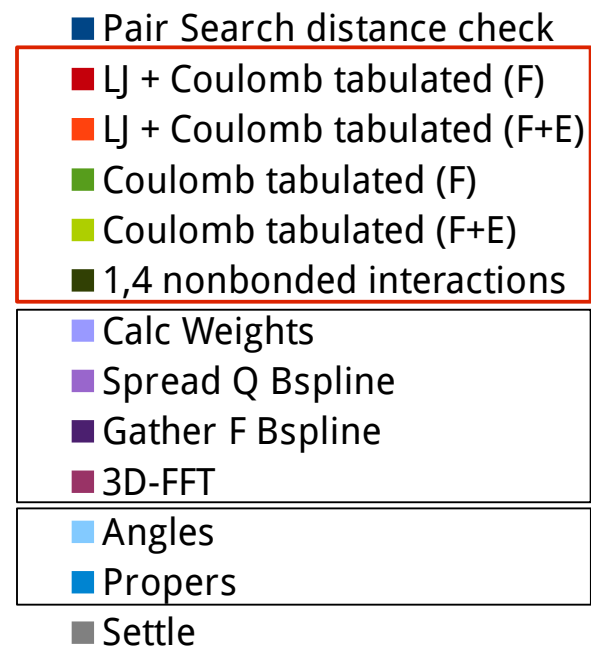 Pair Search distance check
LJ + Coulomb tabulated (F)
LJ + Coulomb tabulated (F+E)
Coulomb tabulated (F)
Coulomb tabulated (F+E)
1,4 nonbonded interactions
Calc Weights
Spread Q Bspline
Gather F Bspline
3D-FFT
Angles
Propers
Settle